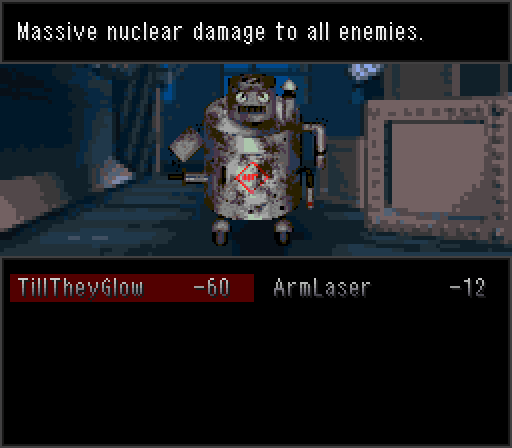 Massive nuclear damage to all enemies.
TillTheyGlow -60 ArmLaser -12